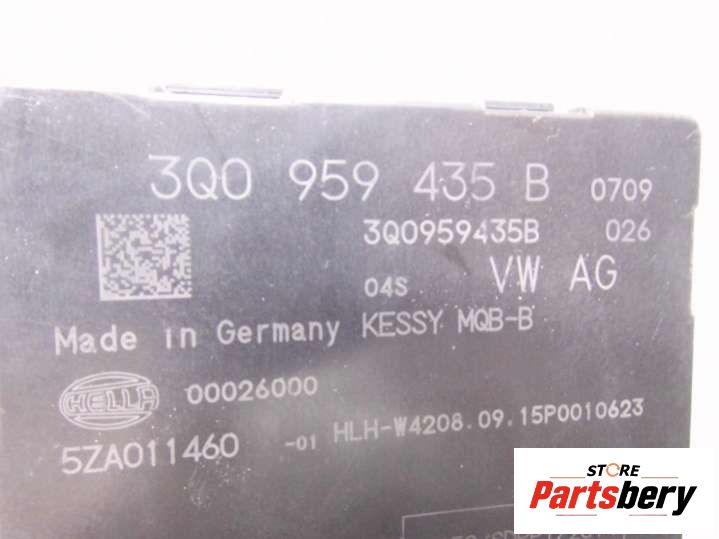 3Q0 959 435 B 0709
3Q0959435B 026
04S VW AG
Made in Germany KESSY MQB-B
HELLA 00026000
5ZA011460 -01 HLH-W4208.09.15P0010623
STORE
Partsbery